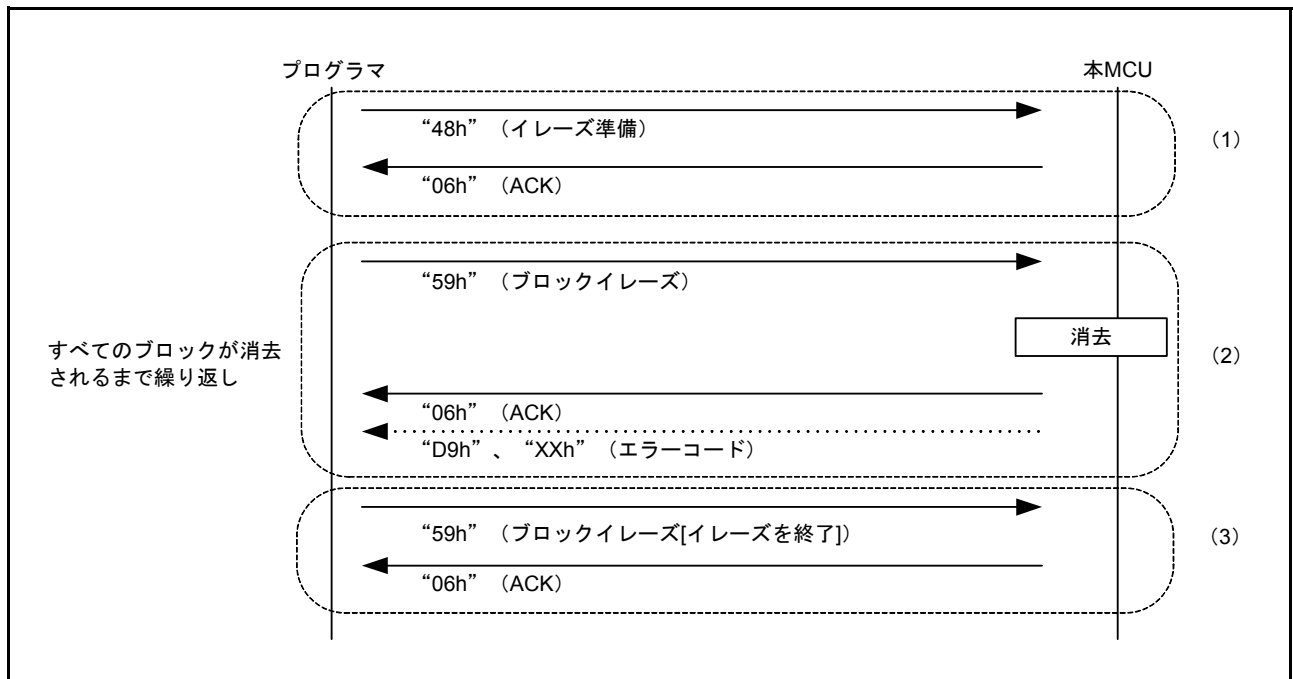 プログラマ
本MCU
“48h” （イレーズ準備）
（1）
“06h” （ACK）
“59h” （ブロックイレーズ）
消去
すべてのブロックが消去
されるまで繰り返し
（2）
“06h” （ACK）
“D9h” 、 “XXh” （エラーコード）
“59h” （ブロックイレーズ[イレーズを終了]）
（3）
“06h” （ACK）